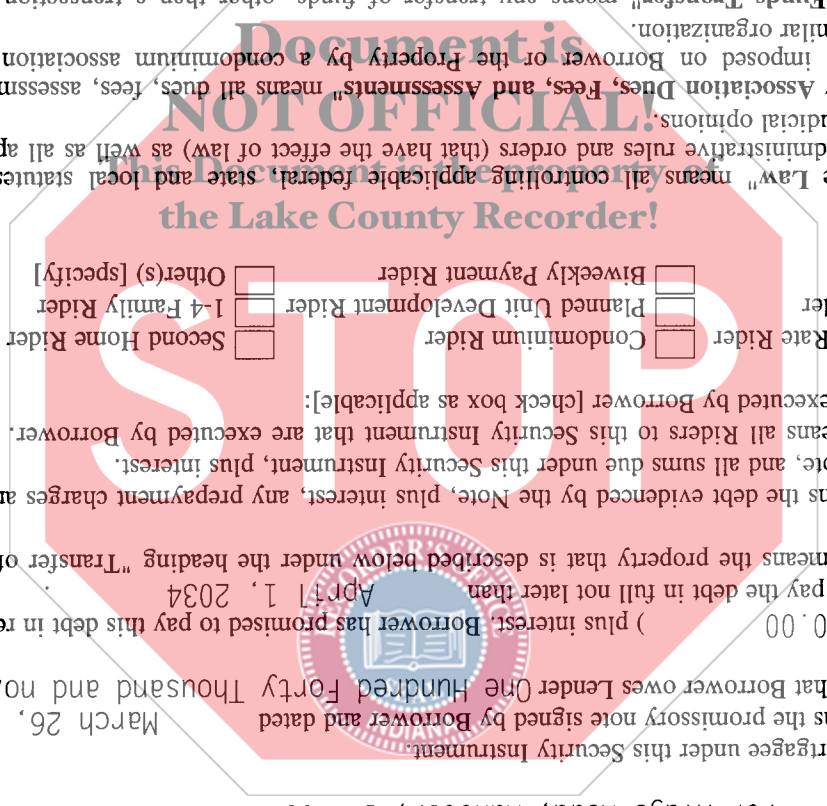 Document is
NOT OFFICIAL!
This Document is the property of
the Lake County Recorder!
STOP
RECORDER'S OFFICE
SEAL
INDIANA
rtgagee under this Security Instrument.
s the promissory note signed by Borrower and dated March 26,
hat Borrower owes Lender One Hundred Forty Thousand and no
0.00 ) plus interest. Borrower has promised to pay this debt in re
pay the debt in full not later than April 1, 2034 .
means the property that is described below under the heading "Transfer of
ns the debt evidenced by the Note, plus interest, any prepayment charges an
ote, and all sums due under this Security Instrument, plus interest.
eans all Riders to this Security Instrument that are executed by Borrower.
executed by Borrower [check box as applicable]:
Rate Rider Condominium Rider Second Home Rider
er Planned Unit Development Rider 1-4 Family Rider
Biweekly Payment Rider Other(s) [specify]
e Law" means all controlling applicable federal, state and local statutes
dministrative rules and orders (that have the effect of law) as well as all ap
udicial opinions.
y Association Dues, Fees, and Assessments" means all dues, fees, assessm
imposed on Borrower or the Property by a condominium association
milar organization.
Funds Transfer" means any transfer of funds, other than a transaction